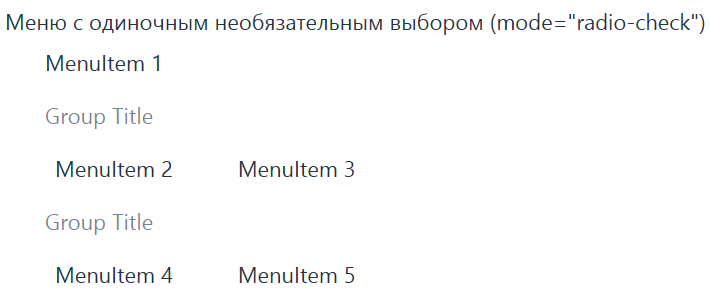 Меню с одиночным необязательным выбором (mode="radio-check")
MenuItem 1
Group Title
MenuItem 2 MenuItem 3
Group Title
MenuItem 4 MenuItem 5